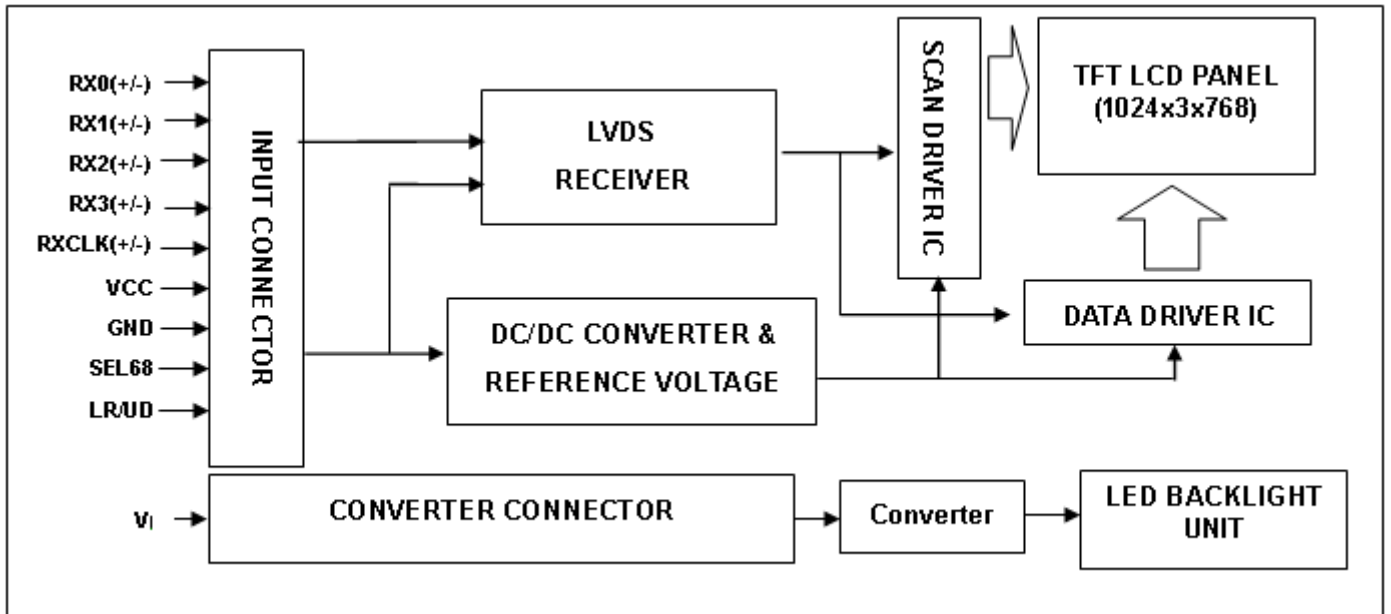 RX0(+/-)
RX1(+/-)
RX2(+/-)
RX3(+/-)
RXCLK(+/-)
VCC
GND
SEL68
LR/UD
INPUT CONNECTOR
LVDS
RECEIVER
DC/DC CONVERTER &
REFERENCE VOLTAGE
SCAN DRIVER IC
TFT LCD PANEL
(1024x3x768)
DATA DRIVER IC
VI
CONVERTER CONNECTOR
Converter
LED BACKLIGHT
UNIT